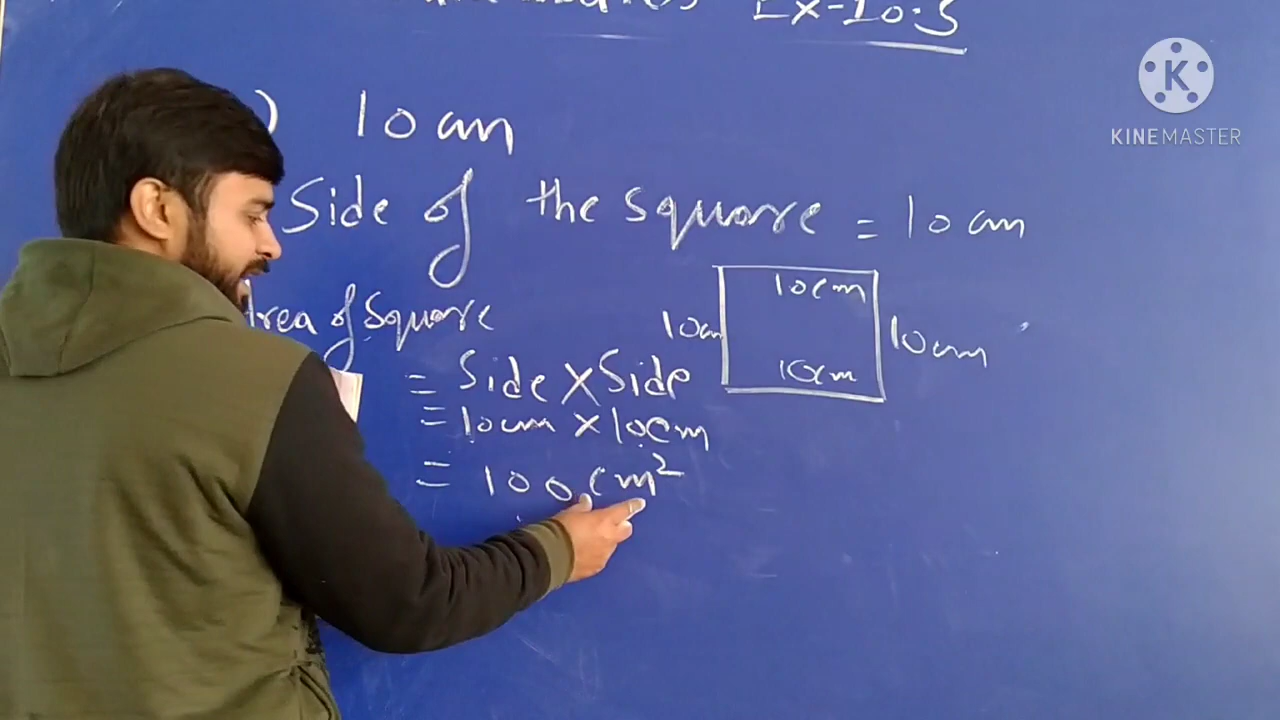 Ex-10.3
) 10 cm
Side of the square = 10 cm
Area of Square
= Side X Side
= 10cm X 10cm
= 100 cm²
10cm
10cm
10cm
10cm
KINEMASTER